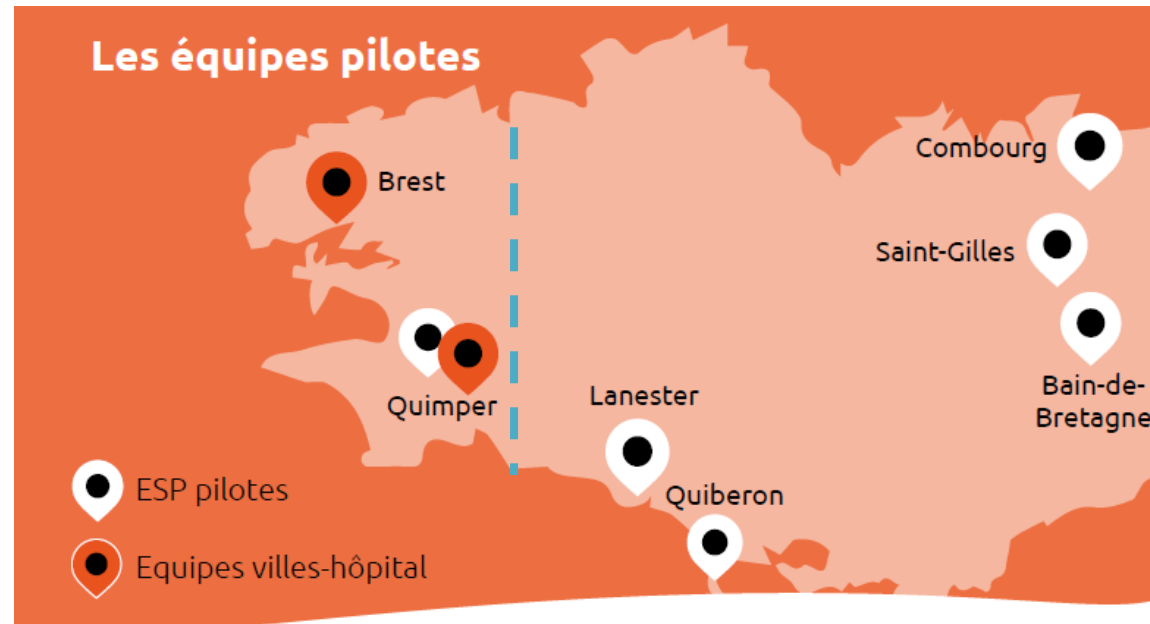 Les équipes pilotes
Combourg
Brest
Saint-Gilles
Bain-de-
Bretagne
Lanester
Quimper
Quiberon
ESP pilotes
Equipes villes-hôpital